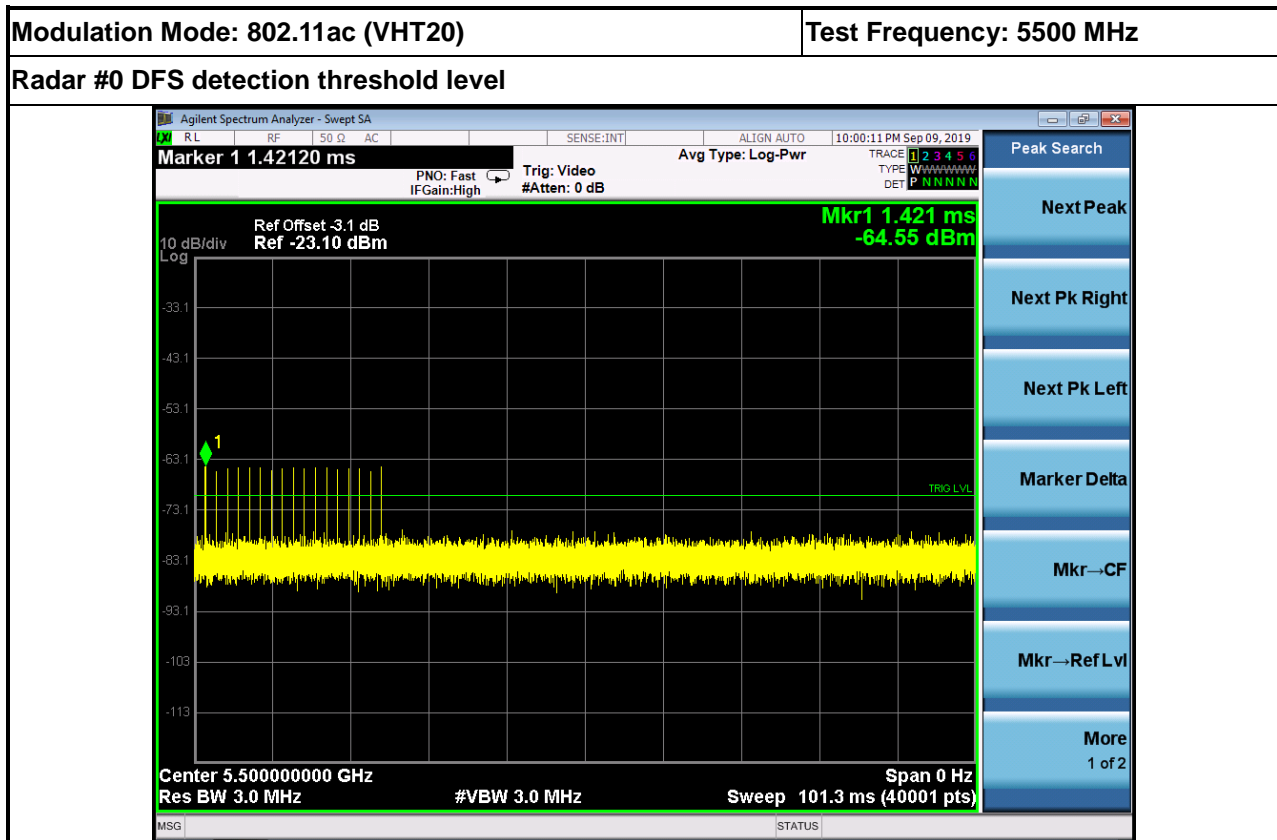 Modulation Mode: 802.11ac (VHT20) Test Frequency: 5500 MHz
Radar #0 DFS detection threshold level
Agilent Spectrum Analyzer - Swept SA
LXI RL RF 50 Ω AC SENSE:INT ALIGN AUTO 10:00:11 PM Sep 09, 2019
Marker 1 1.42120 ms
PNO: Fast
IFGain:High
Trig: Video
#Atten: 0 dB
Avg Type: Log-Pwr
TRACE 1 2 3 4 5 6
TYPE WWWWWW
DET P N N N N N
Peak Search
Ref Offset -3.1 dB
10 dB/div Ref -23.10 dBm
Log
Mkr1 1.421 ms
-64.55 dBm
-33.1
-43.1
-53.1
-63.1
-73.1
-83.1
-93.1
-103
-113
1
TRIG LVL
Center 5.500000000 GHz Span 0 Hz
Res BW 3.0 MHz #VBW 3.0 MHz Sweep 101.3 ms (40001 pts)
MSG STATUS
Next Peak
Next Pk Right
Next Pk Left
Marker Delta
Mkr→CF
Mkr→Ref Lvl
More
1 of 2